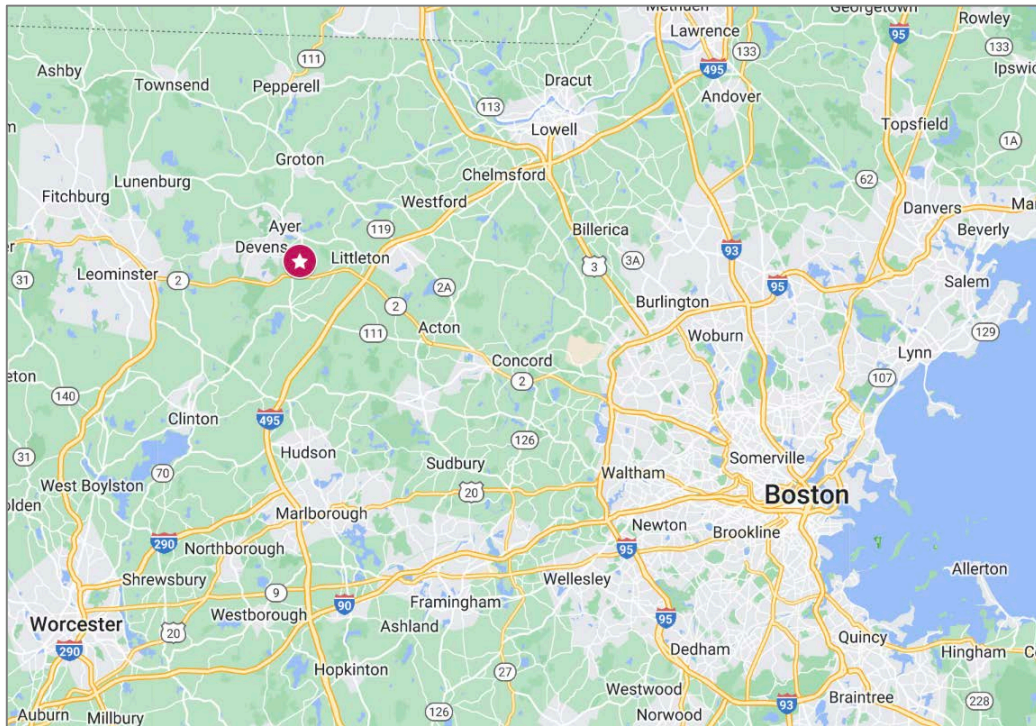 Methuen
Georgetown
Rowley
Lawrence
95
133
111
133
Ashby
Townsend
Pepperell
Dracut
495
Andover
Ipswic
113
Lowell
Topsfield
1A
Groton
Chelmsford
62
Lunenburg
Fitchburg
Westford
Danvers
Ayer
119
Billerica
Beverly
Devens
93
Littleton
3
3A
Leominster
2
31
2A
95
Salem
Burlington
2
111
Acton
Woburn
129
Concord
Lynn
2
107
140
Clinton
495
126
Hudson
Somerville
31
70
Sudbury
Waltham
West Boylston
20
Boston
olden
Marlborough
Newton
Brookline
290
Northborough
95
Shrewsbury
Wellesley
Allerton
9
90
Framingham
Westborough
95
Worcester
20
Ashland
Quincy
290
Dedham
Hingham
Hopkinton
27
Westwood
228
Auburn
Millbury
126
Norwood
93
Braintree